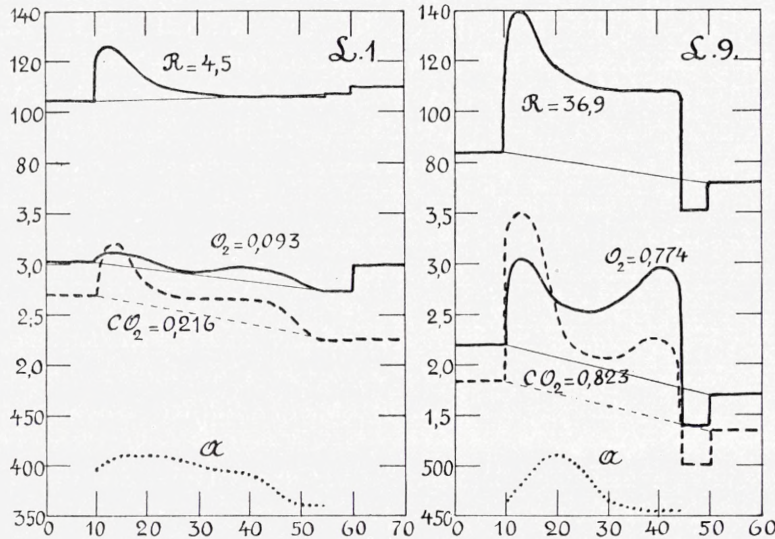 140
120
100
80
3,5
3,0
2,5
2,0
450
400
350
0 10 20 30 40 50 60 70
R = 4,5
L.1
O₂=0,093
CO₂=0,216
α
140
120
100
80
3,5
3,0
2,5
2,0
1,5
500
450
0 10 20 30 40 50 60
L.9.
R = 36,9
O₂=0,774
CO₂=0,823
α